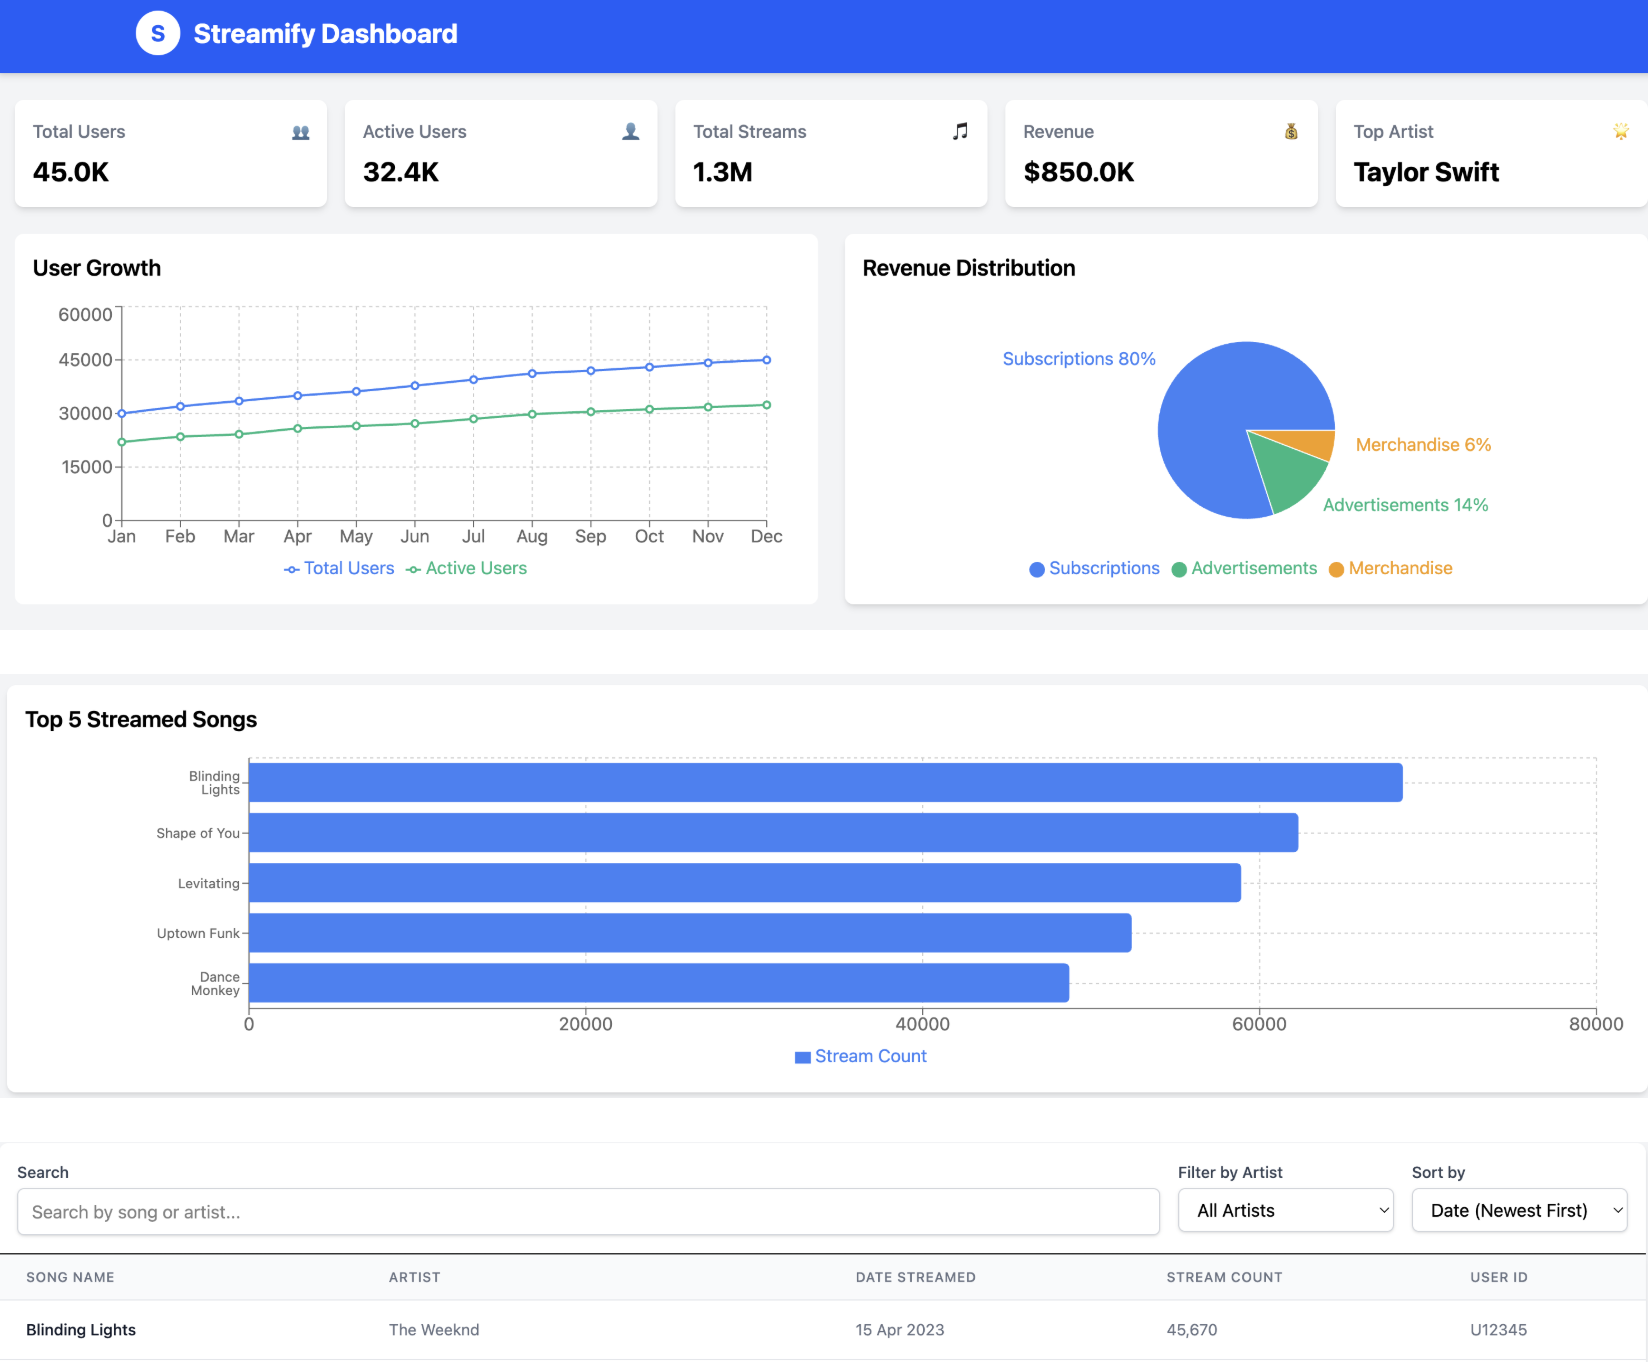 S Streamify Dashboard
Total Users
45.0K
Active Users
32.4K
Total Streams
1.3M
Revenue
$850.0K
Top Artist
Taylor Swift
User Growth
60000
45000
30000
15000
0
Jan Feb Mar Apr May Jun Jul Aug Sep Oct Nov Dec
Total Users Active Users
Revenue Distribution
Subscriptions 80%
Merchandise 6%
Advertisements 14%
Subscriptions Advertisements Merchandise
Top 5 Streamed Songs
Blinding
Lights
Shape of You
Levitating
Uptown Funk
Dance
Monkey
0 20000 40000 60000 80000
Stream Count
Search
Search by song or artist...
Filter by Artist
All Artists
Sort by
Date (Newest First)
SONG NAME ARTIST DATE STREAMED STREAM COUNT USER ID
Blinding Lights The Weeknd 15 Apr 2023 45,670 U12345